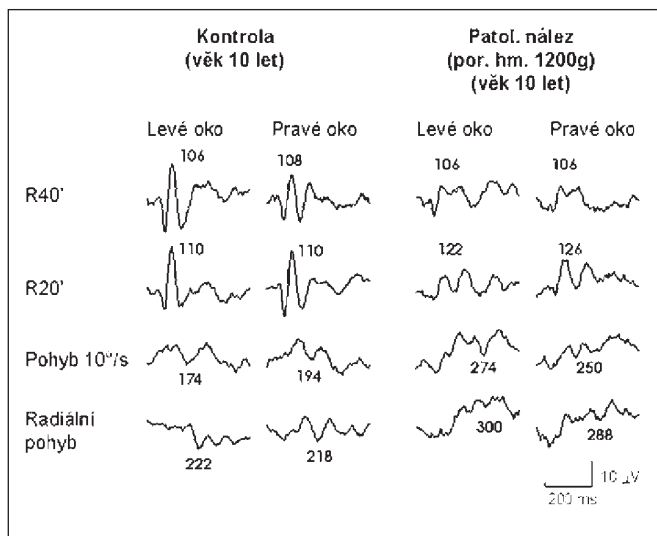 Kontrola
(věk 10 let)
Patol. nález
(por. hm. 1200g)
(věk 10 let)
Levé oko Pravé oko Levé oko Pravé oko
R40' 106 108 106 106
R20' 110 110 122 126
Pohyb 10°/s 174 194 274 250
Radiální
pohyb 222 218 300 288
10 µV
200 ms